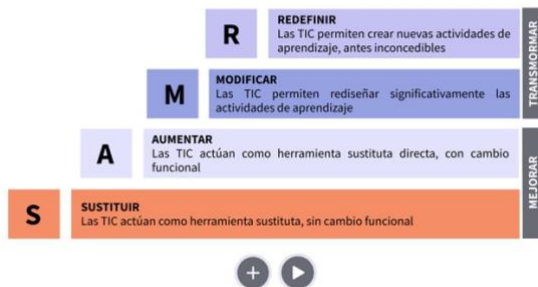 R
REDEFINIR
Las TIC permiten crear nuevas actividades de
aprendizaje, antes inconcedibles
M
MODIFICAR
Las TIC permiten rediseñar significativamente las
actividades de aprendizaje
TRANSMORMAR
A
AUMENTAR
Las TIC actúan como herramienta sustituta directa, con cambio
funcional
S
SUSTITUIR
Las TIC actúan como herramienta sustituta, sin cambio funcional
MEJORAR